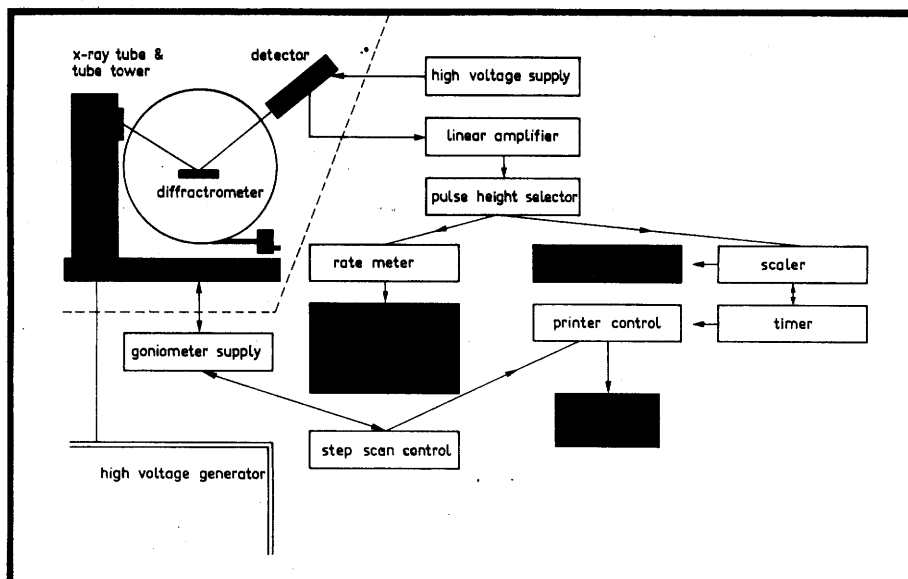 x-ray tube &
tube tower
detector
high voltage supply
linear amplifier
diffractrometer
pulse height selector
rate meter
scaler
printer control
timer
goniometer supply
step scan control
high voltage generator